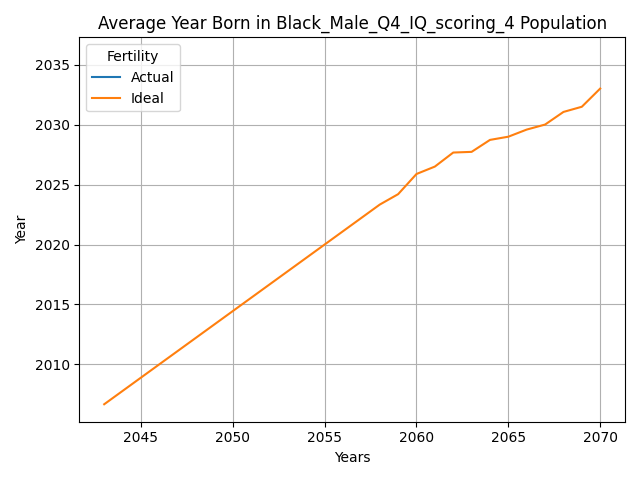 Average Year Born in Black_Male_Q4_IQ_scoring_4 Population
Fertility
Actual
Ideal
2035
2030
2025
2020
2015
2010
Year
2045 2050 2055 2060 2065 2070
Years